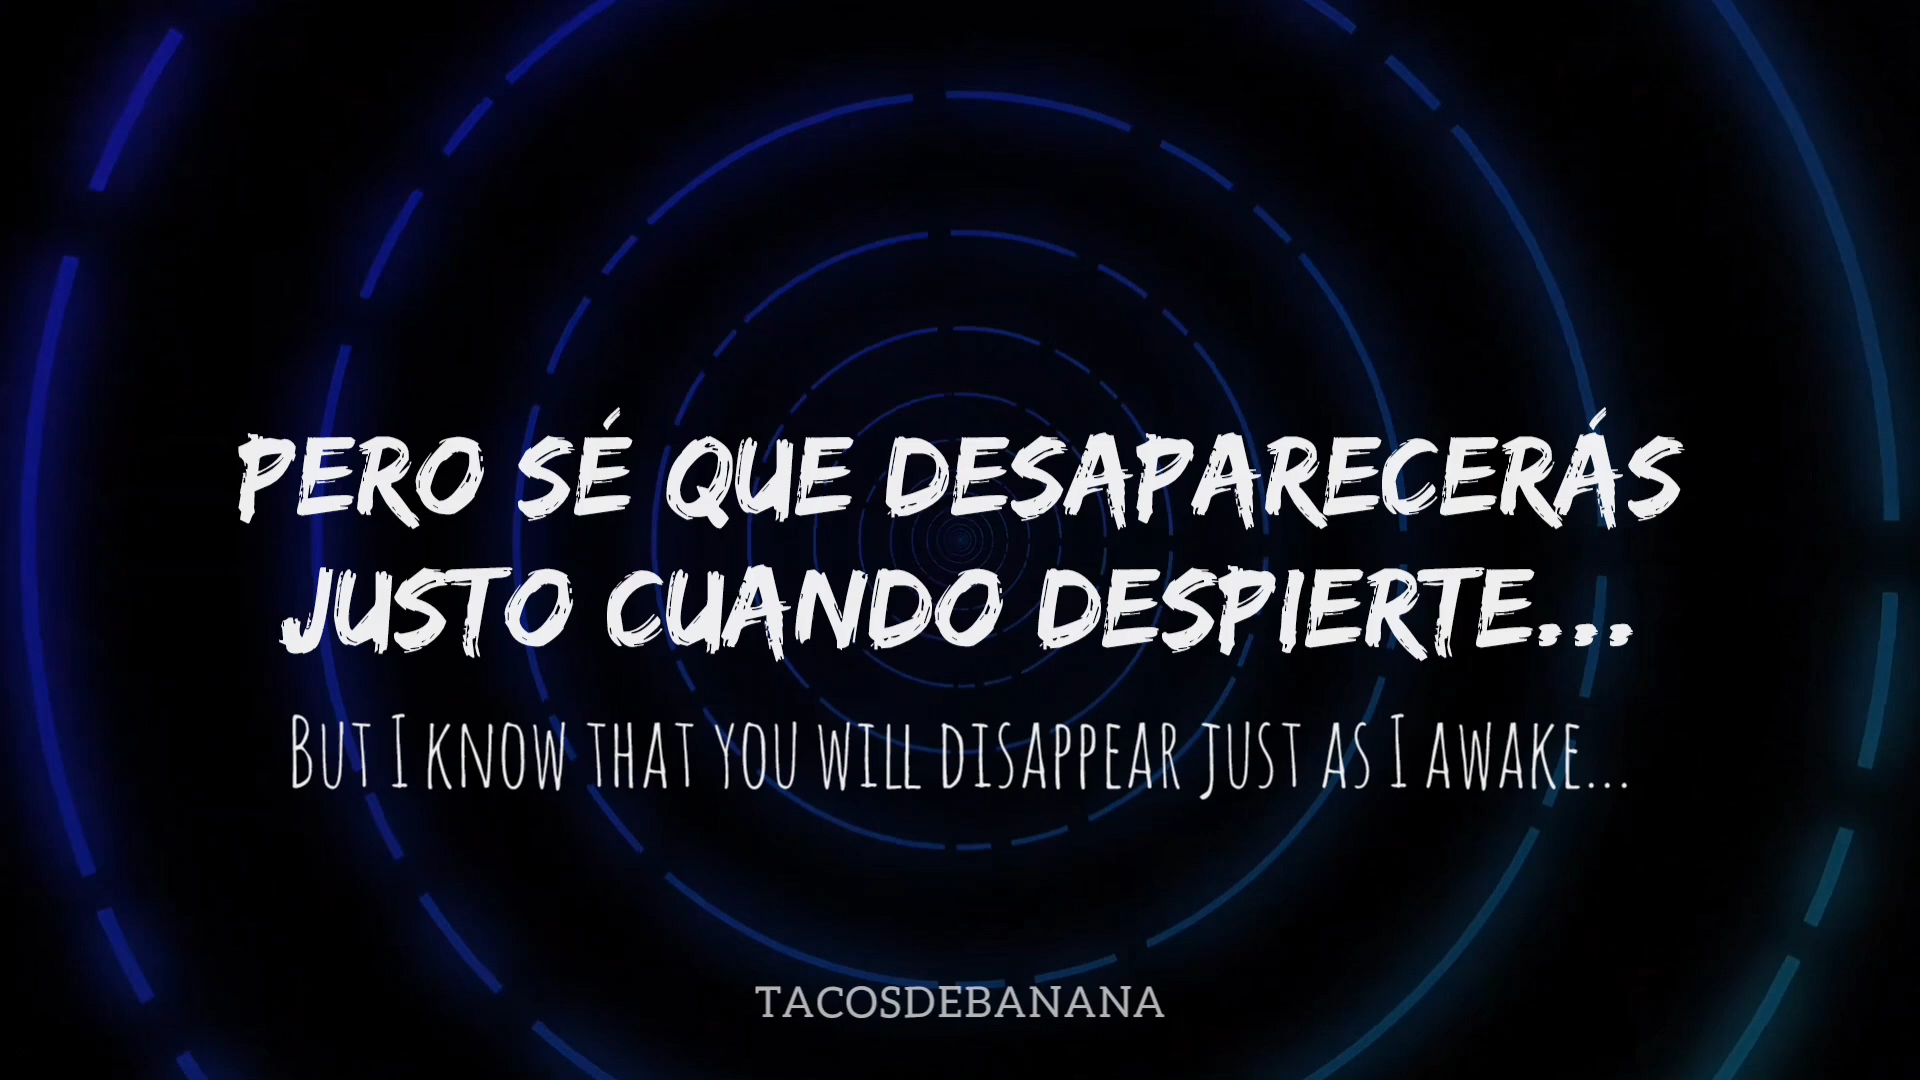 PERO SÉ QUE DESAPARECERÁS
JUSTO CUANDO DESPIERTE...
BUT I KNOW THAT YOU WILL DISAPPEAR JUST AS I AWAKE...
TACOSDEBANANA